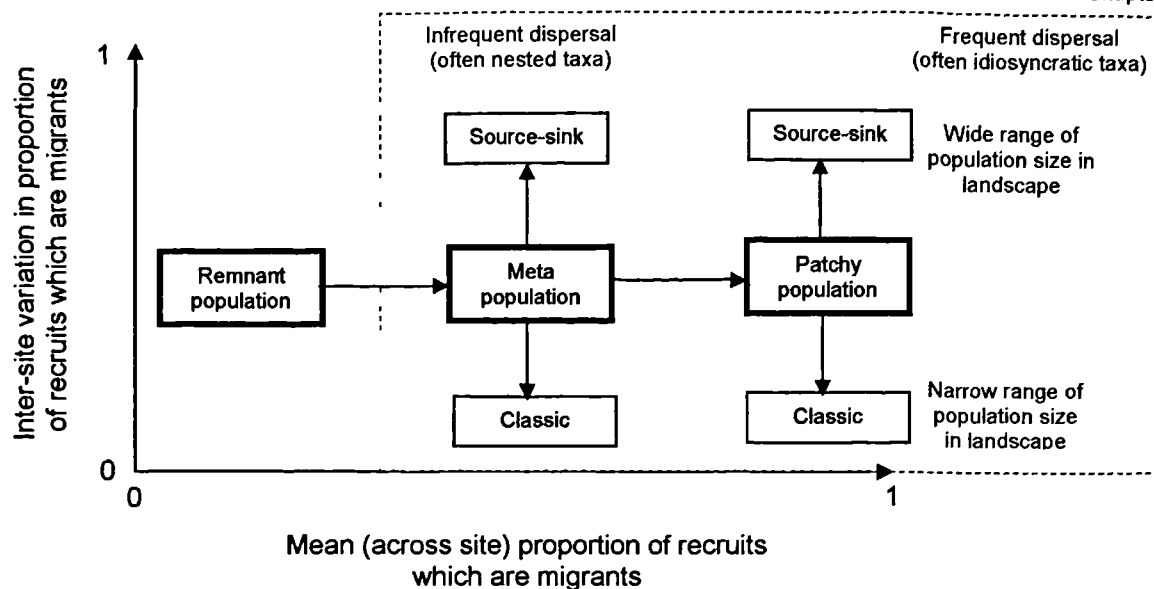 Infrequent dispersal
(often nested taxa)
Frequent dispersal
(often idiosyncratic taxa)
1
Inter-site variation in proportion
of recruits which are migrants
Source-sink
Source-sink
Wide range of
population size in
landscape
Remnant
population
Meta
population
Patchy
population
Classic
Classic
Narrow range of
population size
in landscape
0
0
1
Mean (across site) proportion of recruits
which are migrants